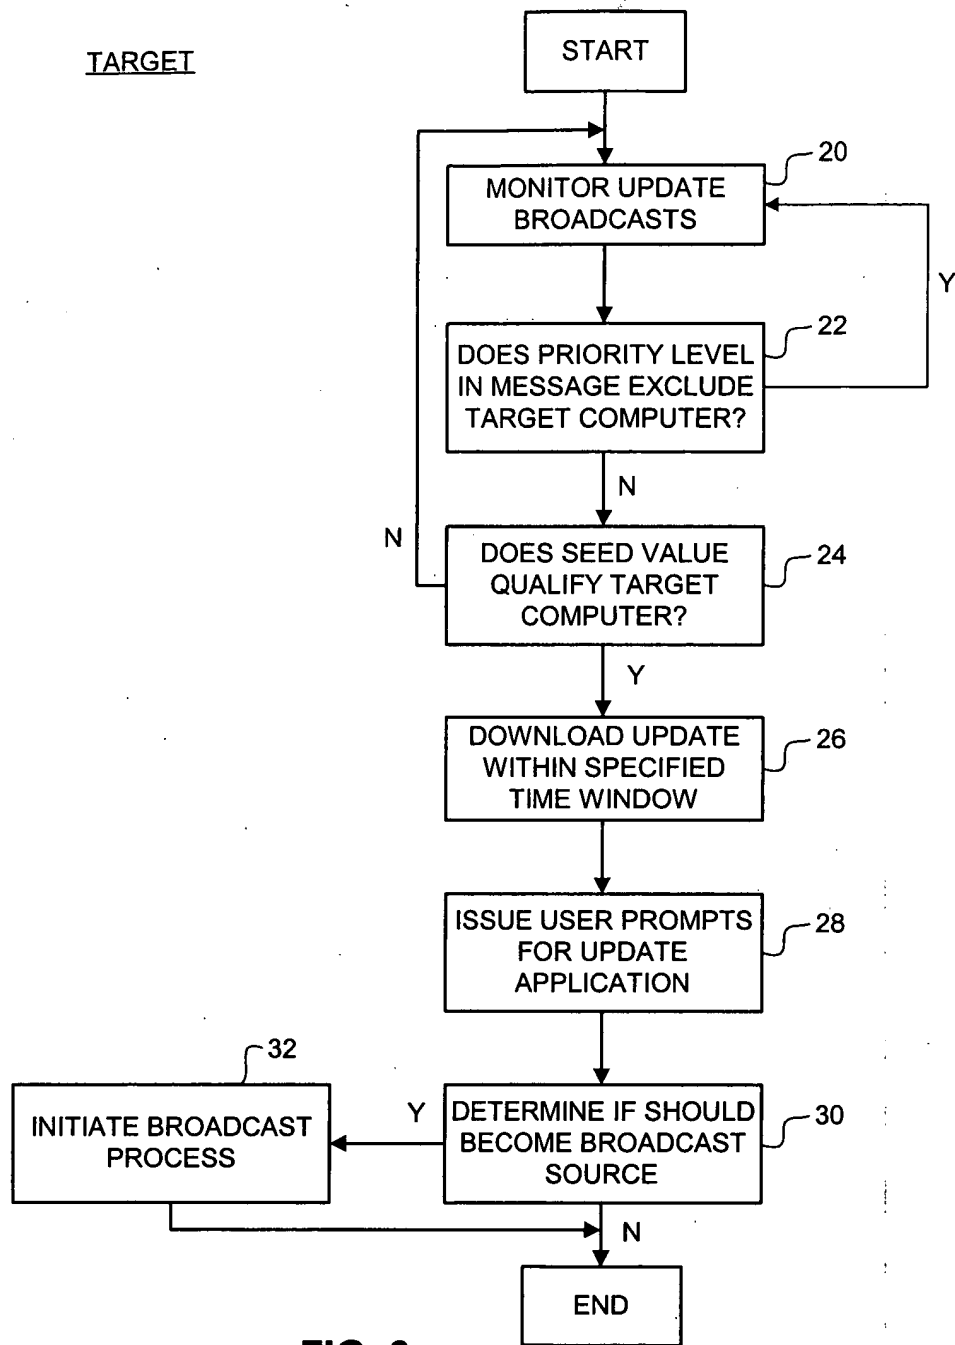 TARGET
START
20
MONITOR UPDATE
BROADCASTS
Y
22
DOES PRIORITY LEVEL
IN MESSAGE EXCLUDE
TARGET COMPUTER?
N
N
24
DOES SEED VALUE
QUALIFY TARGET
COMPUTER?
Y
26
DOWNLOAD UPDATE
WITHIN SPECIFIED
TIME WINDOW
28
ISSUE USER PROMPTS
FOR UPDATE
APPLICATION
32
INITIATE BROADCAST
PROCESS
Y
30
DETERMINE IF SHOULD
BECOME BROADCAST
SOURCE
N
END
FIG.